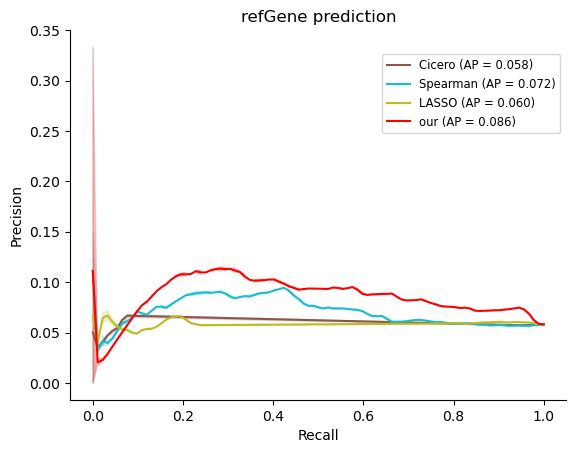 refGene prediction
0.35
0.30
0.25
0.20
0.15
0.10
0.05
0.00
Precision
Cicero (AP = 0.058)
Spearman (AP = 0.072)
LASSO (AP = 0.060)
our (AP = 0.086)
0.0 0.2 0.4 0.6 0.8 1.0
Recall